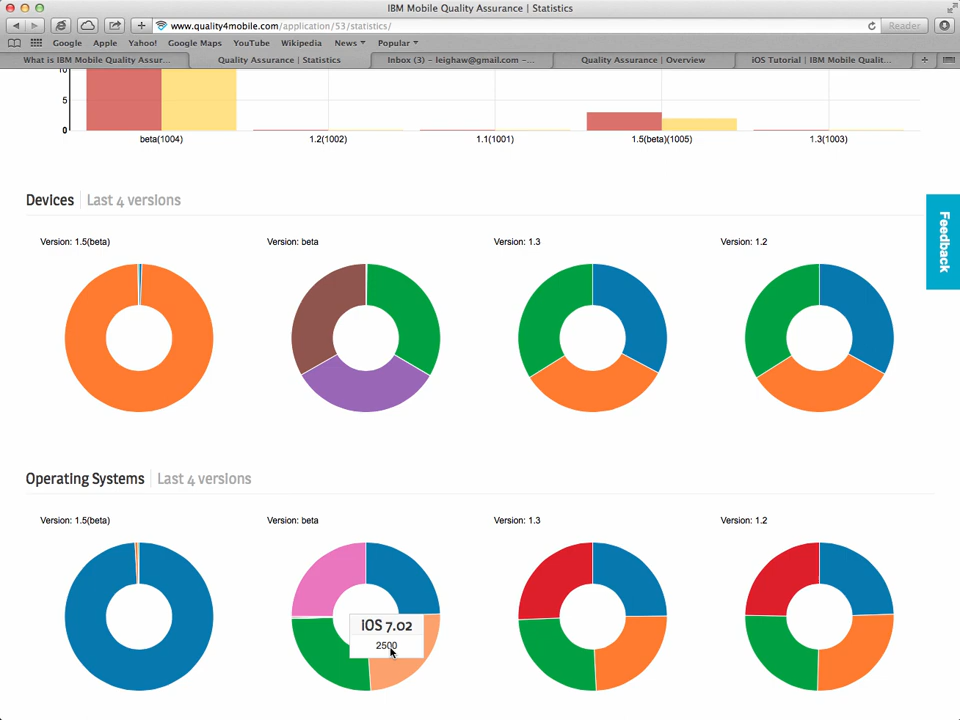 IBM Mobile Quality Assurance | Statistics
www.quality4mobile.com/application/53/statistics/
Reader
Google Apple Yahoo! Google Maps YouTube Wikipedia News Popular
What is IBM Mobile Quality Assur... Quality Assurance | Statistics Inbox (3) – leighaw@gmail.com –... Quality Assurance | Overview iOS Tutorial | IBM Mobile Qualit...
10
5
0
beta(1004) 1.2(1002) 1.1(1001) 1.5(beta)(1005) 1.3(1003)
Feedback
Devices | Last 4 versions
Version: 1.5(beta) Version: beta Version: 1.3 Version: 1.2
Operating Systems | Last 4 versions
Version: 1.5(beta) Version: beta Version: 1.3 Version: 1.2
iOS 7.02
2500